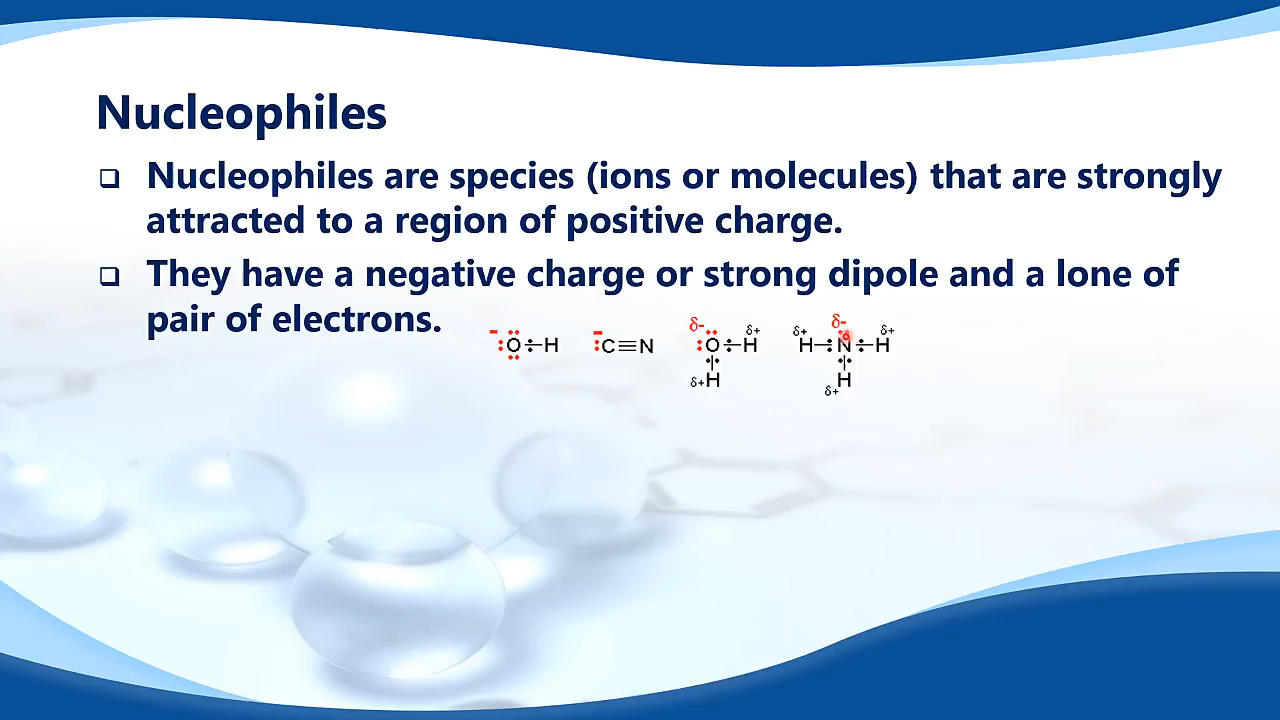 Nucleophiles
Nucleophiles are species (ions or molecules) that are strongly
attracted to a region of positive charge.
They have a negative charge or strong dipole and a lone of
pair of electrons.
- δ- δ+ δ- δ+ δ+
:O-H :C≡N :O-H H-N-H
δ+H H
δ+